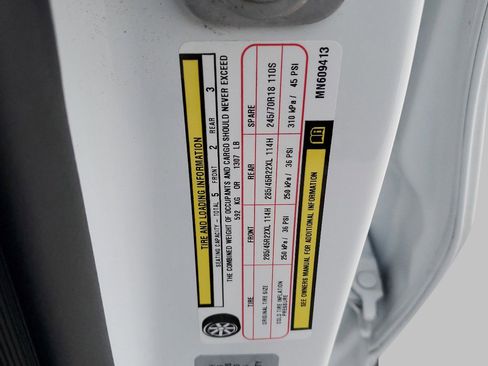 TIRE AND LOADING INFORMATION
SEATING CAPACITY - TOTAL 5 FRONT 2 REAR 3
THE COMBINED WEIGHT OF OCCUPANTS AND CARGO SHOULD NEVER EXCEED
592 KG OR 1307 LB
TIRE FRONT REAR SPARE
ORIGINAL TIRE SIZE 285/45R22XL 114H 285/45R22XL 114H 245/70R18 110S
COLD TIRE INFLATION PRESSURE 250 kPa / 36 PSI 250 kPa / 36 PSI 310 kPa / 45 PSI
SEE OWNERS MANUAL FOR ADDITIONAL INFORMATION
MN609413